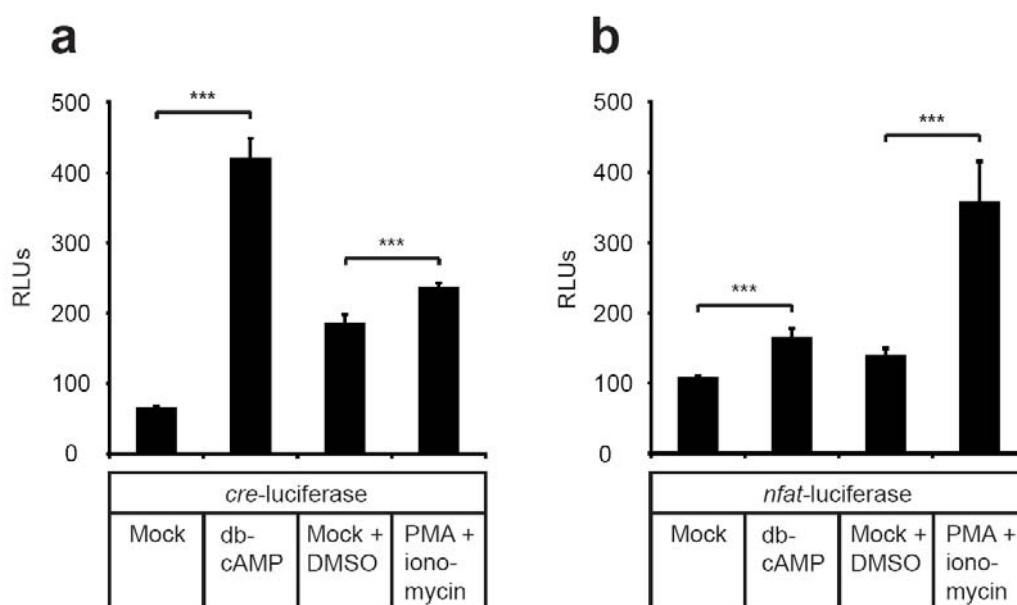 a
500
400
300
200
100
0
RLUs
***
***
cre-luciferase
Mock
db-
cAMP
Mock +
DMSO
PMA +
iono-
mycin
b
500
400
300
200
100
0
RLUs
***
***
nfat-luciferase
Mock
db-
cAMP
Mock +
DMSO
PMA +
iono-
mycin